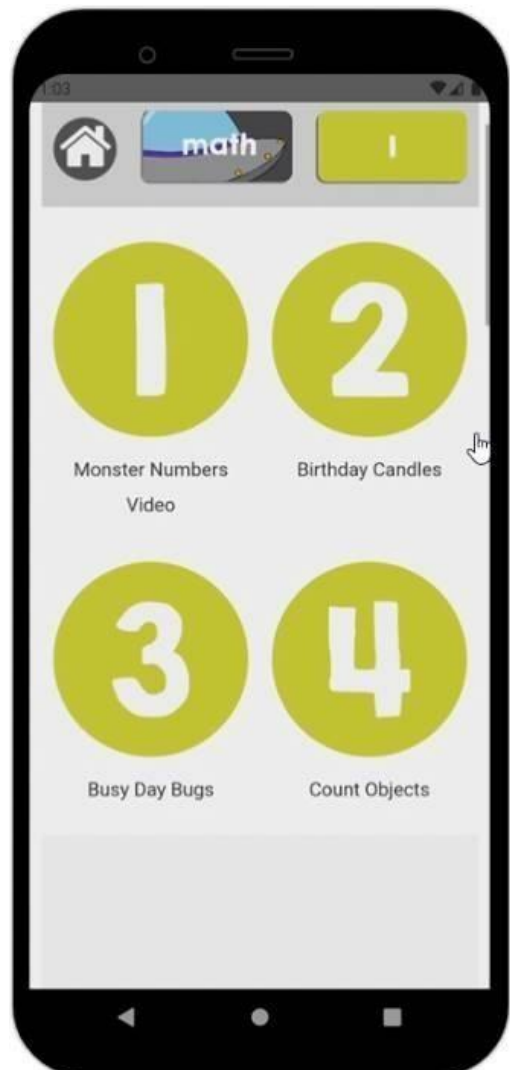 1:03
math
1
1
2
Monster Numbers
Video
Birthday Candles
3
4
Busy Day Bugs
Count Objects